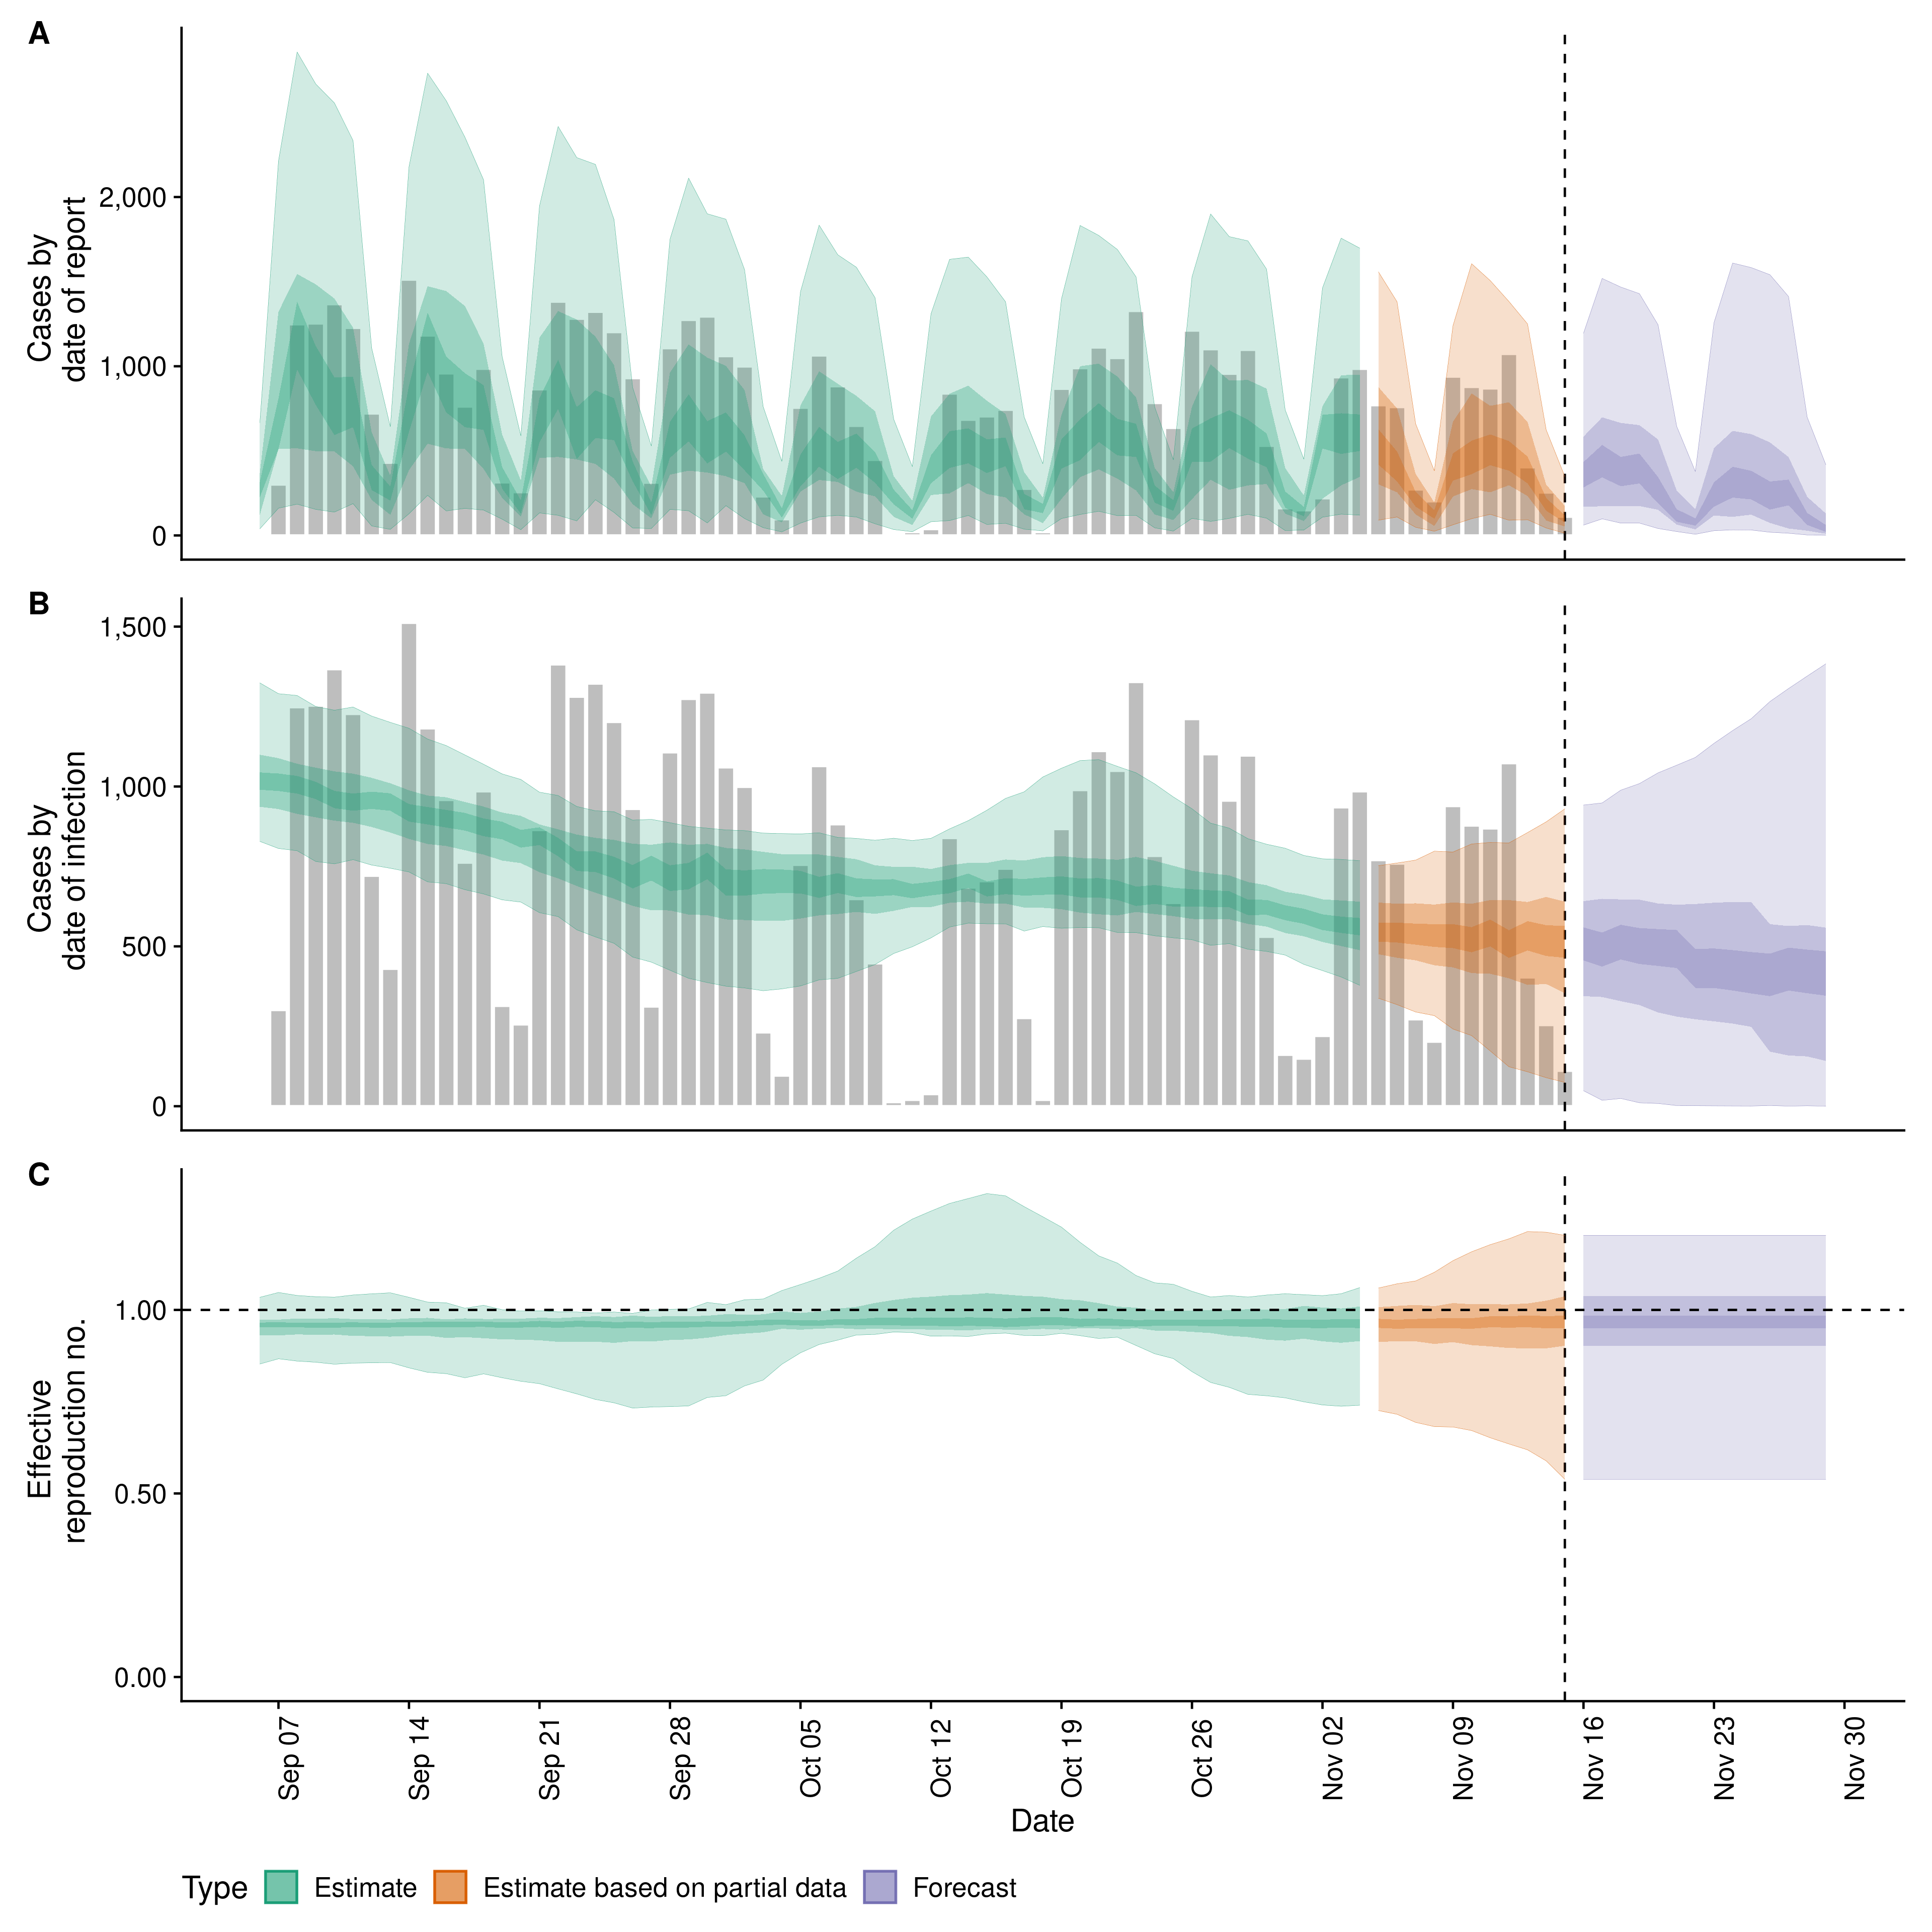 A
Cases by
date of report
2,000
1,000
0
B
Cases by
date of infection
1,500
1,000
500
0
C
Effective
reproduction no.
1.00
0.50
0.00
Sep 07
Sep 14
Sep 21
Sep 28
Oct 05
Oct 12
Oct 19
Oct 26
Nov 02
Nov 09
Nov 16
Nov 23
Nov 30
Date
Type Estimate Estimate based on partial data Forecast